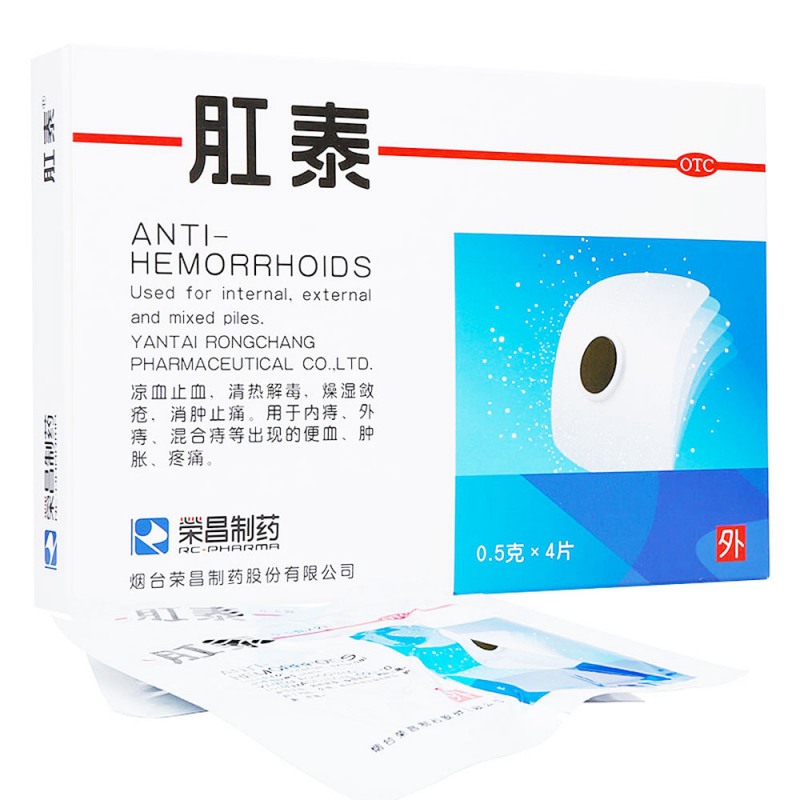 肛泰
OTC
ANTI-
HEMORRHOIDS
Used for internal, external
and mixed piles.
YANTAI RONGCHANG
PHARMACEUTICAL CO.,LTD.
凉血止血，清热解毒，燥湿敛
疮，消肿止痛。用于内痔、外
痔、混合痔等出现的便血、肿
胀、疼痛。
荣昌制药
RC-PHARMA
烟台荣昌制药股份有限公司
0.5克×4片
外
肛泰
荣昌制药
肛泰